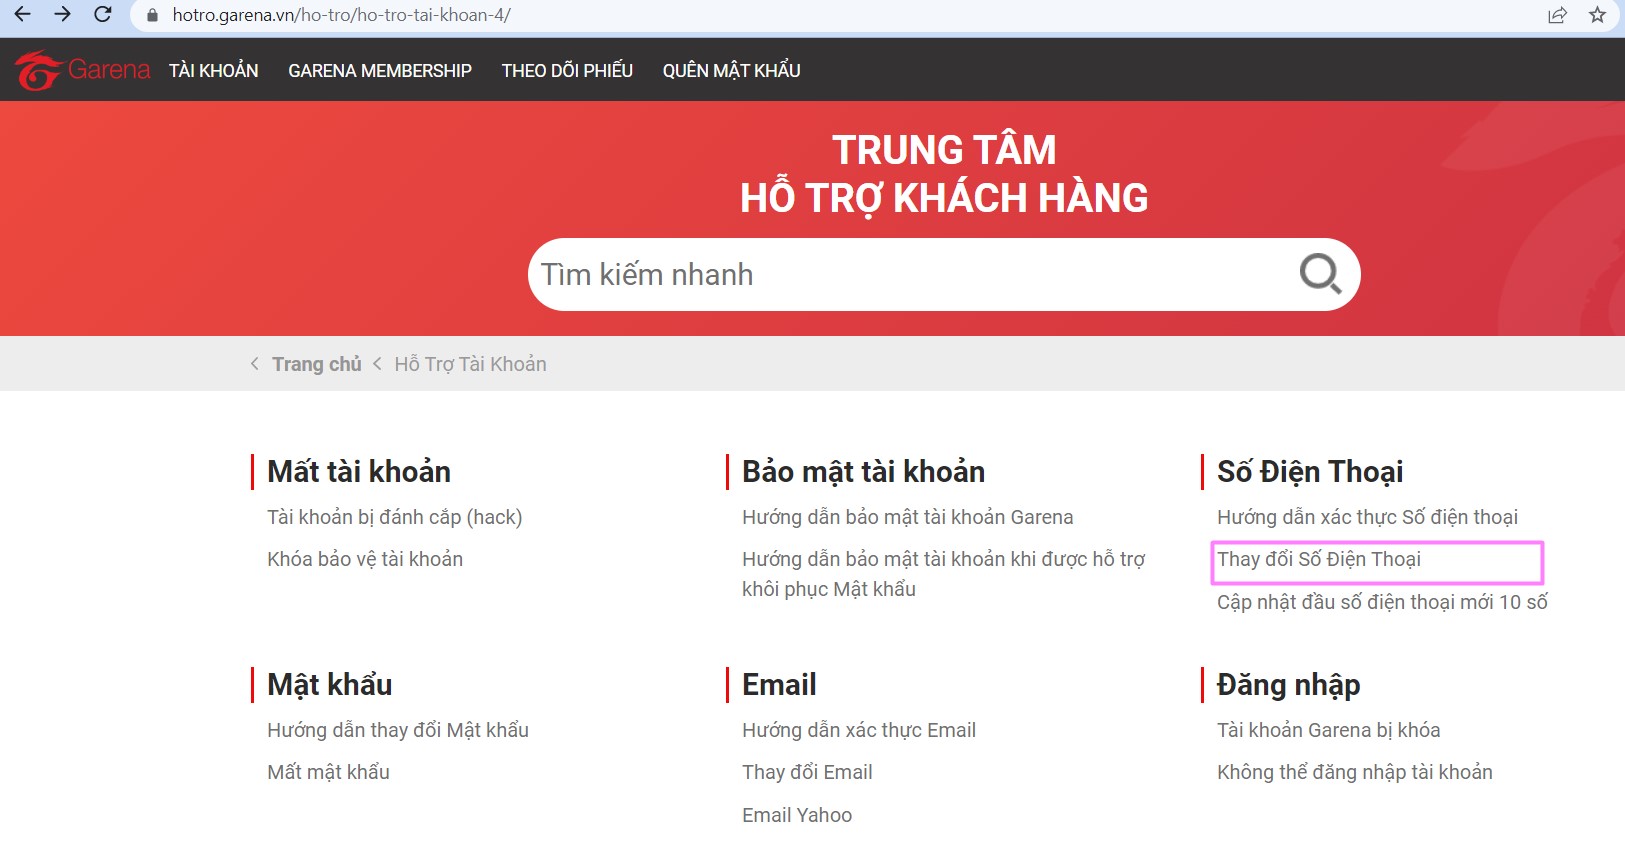 hotro.garena.vn/ho-tro/ho-tro-tai-khoan-4/
Garena TÀI KHOẢN GARENA MEMBERSHIP THEO DÕI PHIẾU QUÊN MẬT KHẨU
TRUNG TÂM
HỖ TRỢ KHÁCH HÀNG
Tìm kiếm nhanh
Trang chủ Hỗ Trợ Tài Khoản
Mất tài khoản
Tài khoản bị đánh cắp (hack)
Khóa bảo vệ tài khoản
Bảo mật tài khoản
Hướng dẫn bảo mật tài khoản Garena
Hướng dẫn bảo mật tài khoản khi được hỗ trợ
khôi phục Mật khẩu
Số Điện Thoại
Hướng dẫn xác thực Số điện thoại
Thay đổi Số Điện Thoại
Cập nhật đầu số điện thoại mới 10 số
Mật khẩu
Hướng dẫn thay đổi Mật khẩu
Mất mật khẩu
Email
Hướng dẫn xác thực Email
Thay đổi Email
Email Yahoo
Đăng nhập
Tài khoản Garena bị khóa
Không thể đăng nhập tài khoản